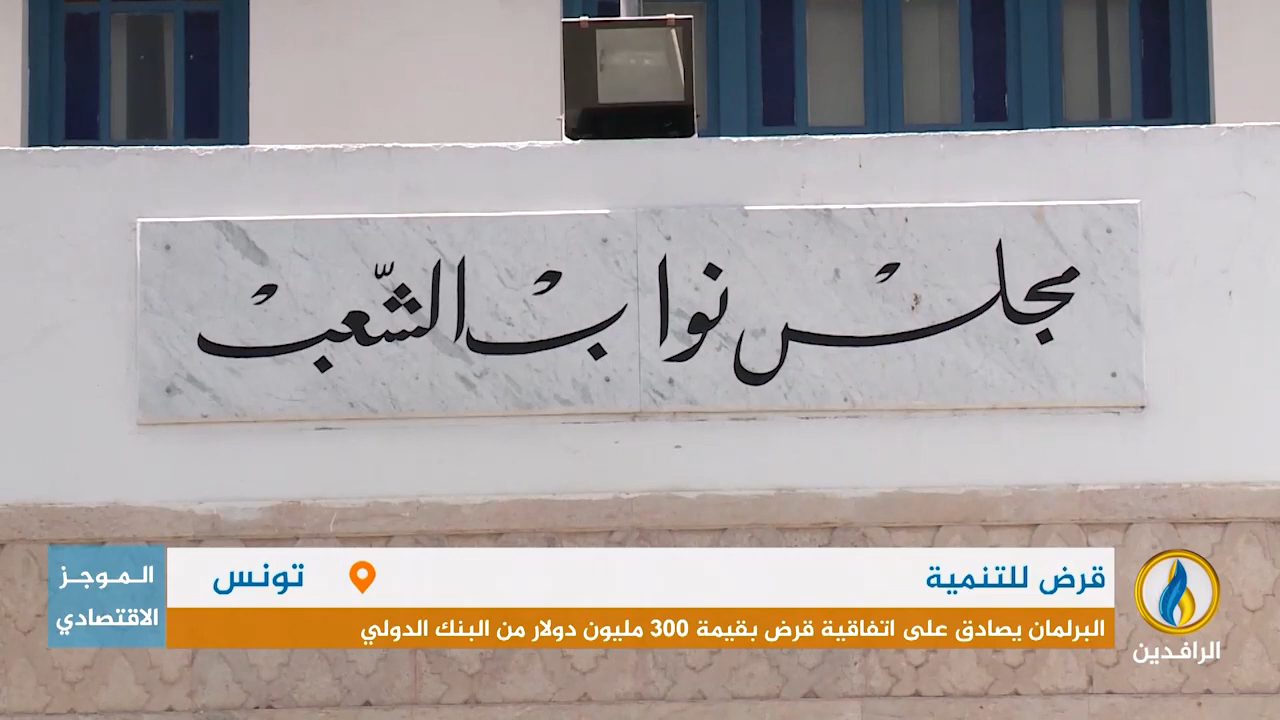 مجلس نواب الشّعب
قرض للتنمية
تونس
البرلمان يصادق على اتفاقية قرض بقيمة 300 مليون دولار من البنك الدولي
الـمـوجـز
الاقتصادي
الرافدين